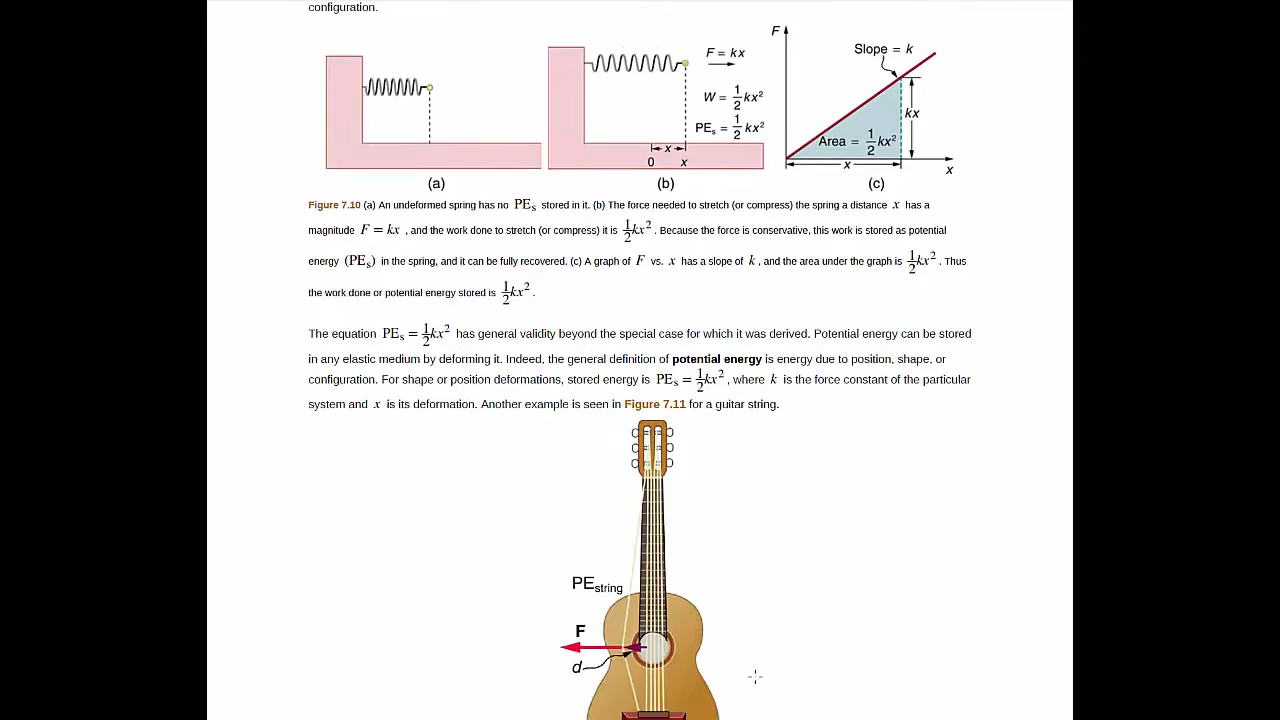 configuration.
F
Slope = k
F = kx
W = 1/2 kx²
kx
PEₛ = 1/2 kx²
Area = 1/2 kx²
x
0 x
x
x
(a) (b) (c)
Figure 7.10 (a) An undeformed spring has no PEₛ stored in it. (b) The force needed to stretch (or compress) the spring a distance x has a
magnitude F = kx , and the work done to stretch (or compress) it is 1/2 kx² . Because the force is conservative, this work is stored as potential
energy (PEₛ) in the spring, and it can be fully recovered. (c) A graph of F vs. x has a slope of k , and the area under the graph is 1/2 kx² . Thus
the work done or potential energy stored is 1/2 kx² .
The equation PEₛ = 1/2 kx² has general validity beyond the special case for which it was derived. Potential energy can be stored
in any elastic medium by deforming it. Indeed, the general definition of potential energy is energy due to position, shape, or
configuration. For shape or position deformations, stored energy is PEₛ = 1/2 kx² , where k is the force constant of the particular
system and x is its deformation. Another example is seen in Figure 7.11 for a guitar string.
PEstring
F
d